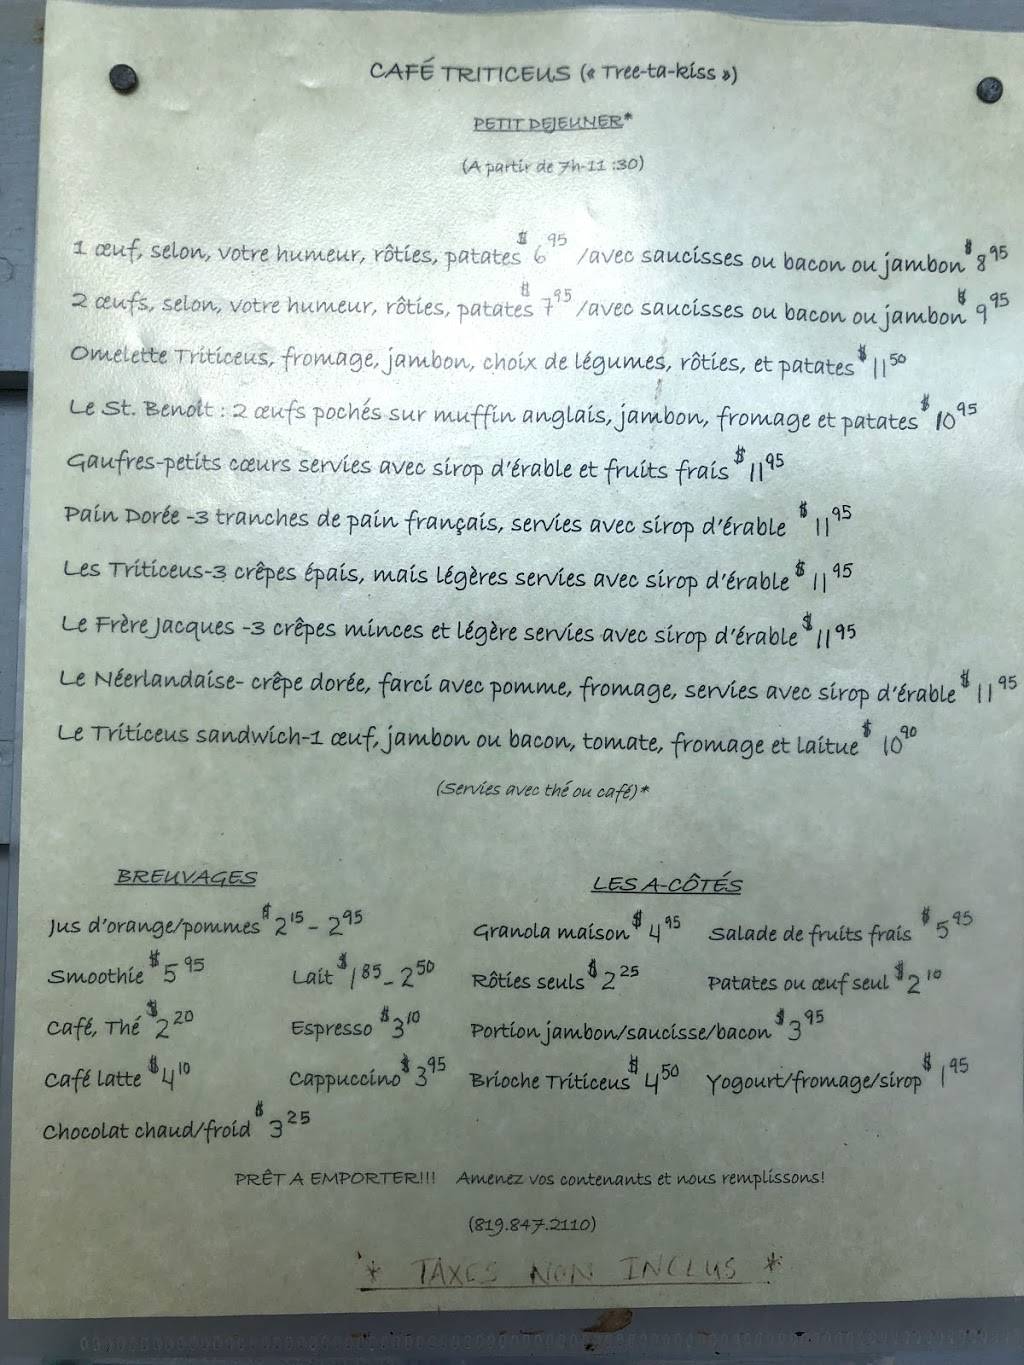 CAFÉ TRITICEUS (« Tree-ta-kiss »)
PETIT DEJEUNER*
(A partir de 7h-11 :30)
1 œuf, selon, votre humeur, rôties, patates $6.95 /avec saucisses ou bacon ou jambon $8.95
2 œufs, selon, votre humeur, rôties, patates $7.95 /avec saucisses ou bacon ou jambon $9.95
Omelette Triticeus, fromage, jambon, choix de légumes, rôties, et patates $11.50
Le St. Benoît : 2 œufs pochés sur muffin anglais, jambon, fromage et patates $10.95
Gaufres-petits cœurs servies avec sirop d'érable et fruits frais $11.95
Pain Dorée -3 tranches de pain français, servies avec sirop d'érable $11.95
Les Triticeus-3 crêpes épais, mais légères servies avec sirop d'érable $11.95
Le Frère Jacques -3 crêpes minces et légère servies avec sirop d'érable $11.95
Le Néerlandaise- crêpe dorée, farci avec pomme, fromage, servies avec sirop d'érable $11.95
Le Triticeus sandwich-1 œuf, jambon ou bacon, tomate, fromage et laitue $10.90
(Servies avec thé ou café)*
BREUVAGES
Jus d'orange/pommes $2.15 - 2.95
Smoothie $5.95 Lait $1.85 - 2.50
Café, Thé $2.20 Espresso $3.10
Café latte $4.10 Cappuccino $3.95
Chocolat chaud/froid $3.25
LES A-CÔTÉS
Granola maison $4.95 Salade de fruits frais $5.95
Rôties seuls $2.25 Patates ou œuf seul $2.10
Portion jambon/saucisse/bacon $3.95
Brioche Triticeus $4.50 Yogourt/fromage/sirop $1.95
PRÊT A EMPORTER!!! Amenez vos contenants et nous remplissons!
(819.847.2110)
* TAXES NON INCLUS *